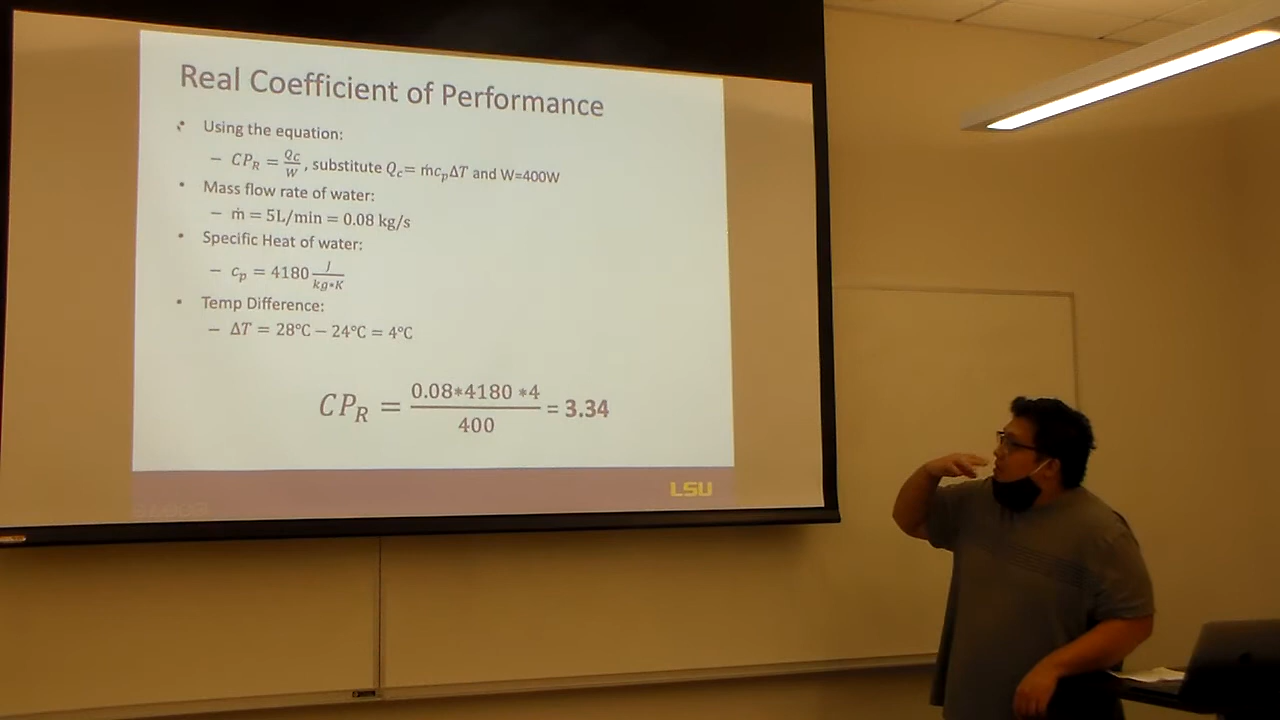 Real Coefficient of Performance
• Using the equation:
– CP_R = Q_C/W, substitute Q_c= ṁc_pΔT and W=400W
• Mass flow rate of water:
– ṁ = 5L/min = 0.08 kg/s
• Specific Heat of water:
– c_p = 4180 J/kg∗K
• Temp Difference:
– ΔT = 28°C – 24°C = 4°C
CP_R = 0.08∗4180 ∗4/400 = 3.34
LSU